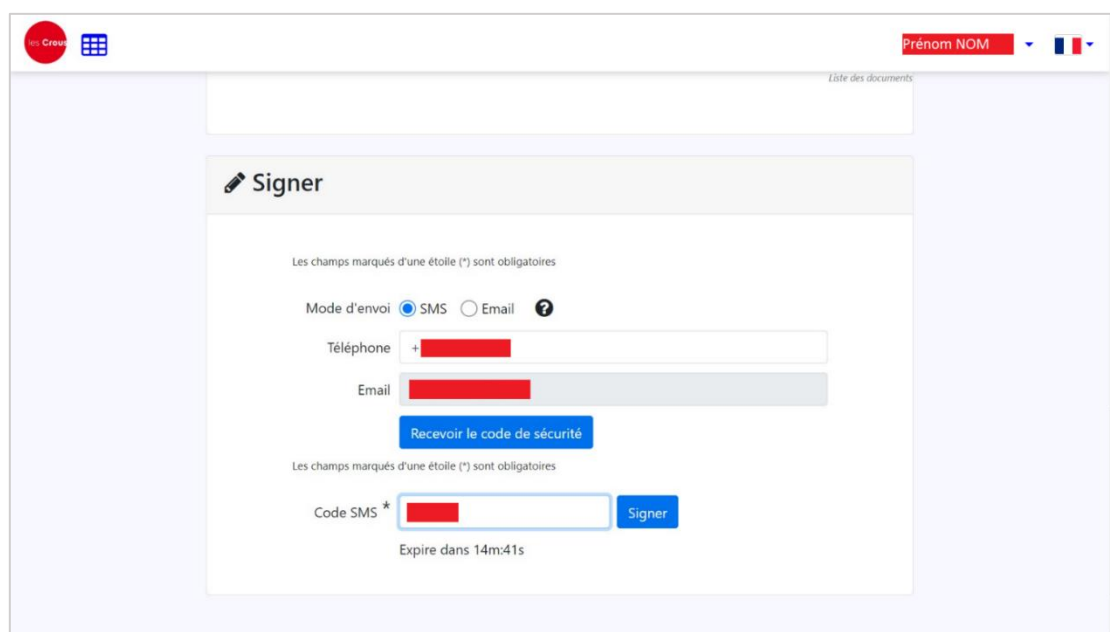 les Crous
Prénom NOM
Liste des documents
Signer
Les champs marqués d'une étoile (*) sont obligatoires
Mode d'envoi SMS Email ?
Téléphone +
Email
Recevoir le code de sécurité
Les champs marqués d'une étoile (*) sont obligatoires
Code SMS * Signer
Expire dans 14m:41s